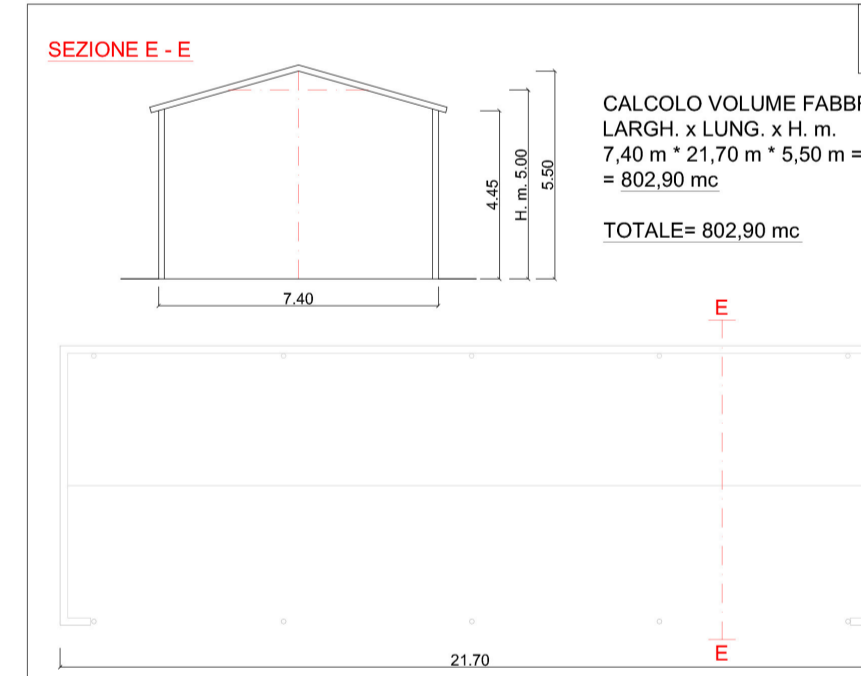 SEZIONE E - E
CALCOLO VOLUME FABB
LARGH. x LUNG. x H. m.
7,40 m * 21,70 m * 5,50 m =
= 802,90 mc
TOTALE= 802,90 mc
4.45
H. m. 5.00
5.50
7.40
E
E
21.70